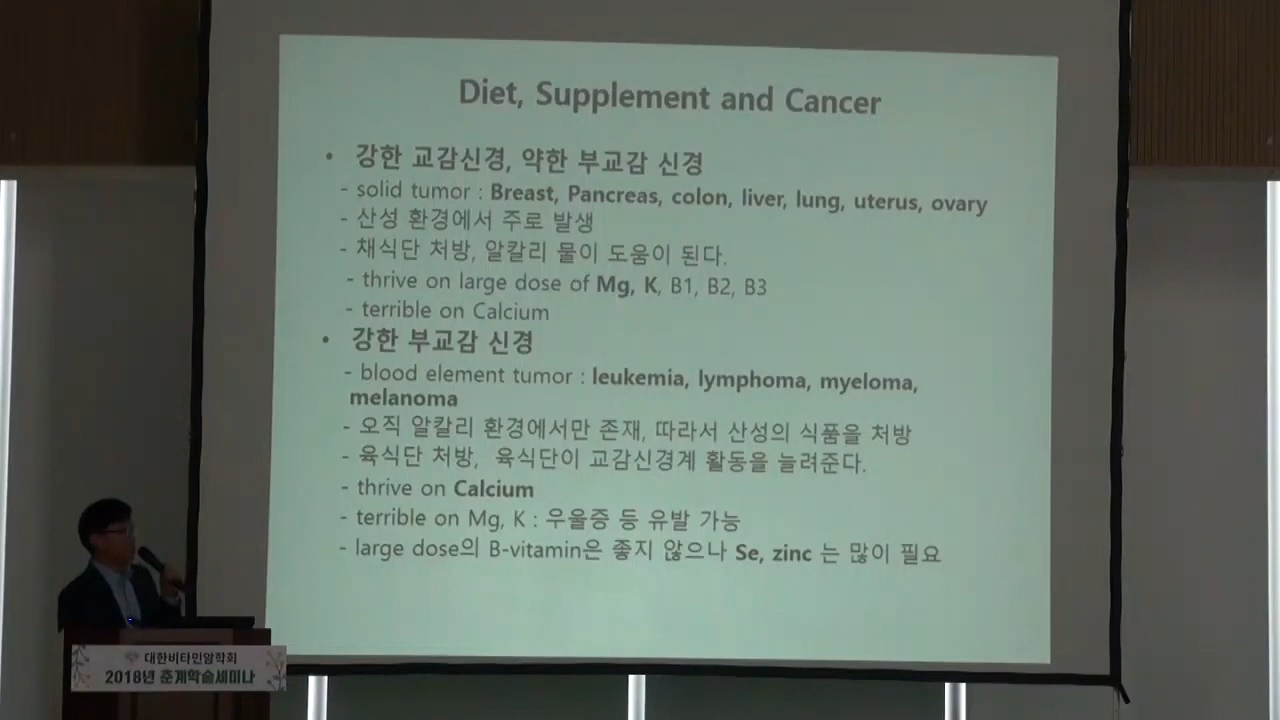 Diet, Supplement and Cancer
• 강한 교감신경, 약한 부교감 신경
- solid tumor : Breast, Pancreas, colon, liver, lung, uterus, ovary
- 산성 환경에서 주로 발생
- 채식단 처방, 알칼리 물이 도움이 된다.
- thrive on large dose of Mg, K, B1, B2, B3
- terrible on Calcium
• 강한 부교감 신경
- blood element tumor : leukemia, lymphoma, myeloma,
melanoma
- 오직 알칼리 환경에서만 존재, 따라서 산성의 식품을 처방
- 육식단 처방, 육식단이 교감신경계 활동을 늘려준다.
- thrive on Calcium
- terrible on Mg, K : 우울증 등 유발 가능
- large dose의 B-vitamin은 좋지 않으나 Se, zinc 는 많이 필요
대한비타민암학회
2018년 춘계학술세미나